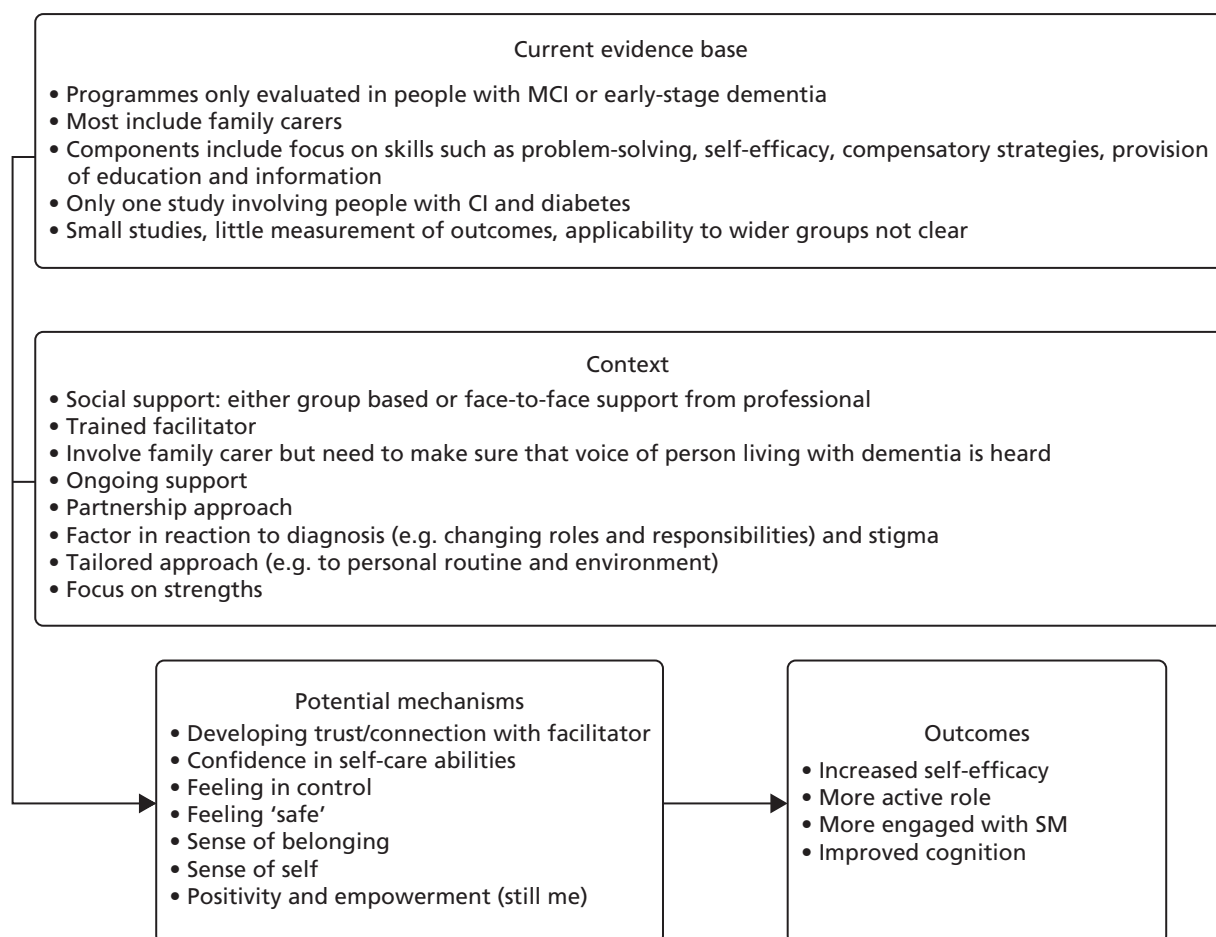 Current evidence base
• Programmes only evaluated in people with MCI or early-stage dementia
• Most include family carers
• Components include focus on skills such as problem-solving, self-efficacy, compensatory strategies, provision
of education and information
• Only one study involving people with CI and diabetes
• Small studies, little measurement of outcomes, applicability to wider groups not clear
Context
• Social support: either group based or face-to-face support from professional
• Trained facilitator
• Involve family carer but need to make sure that voice of person living with dementia is heard
• Ongoing support
• Partnership approach
• Factor in reaction to diagnosis (e.g. changing roles and responsibilities) and stigma
• Tailored approach (e.g. to personal routine and environment)
• Focus on strengths
Potential mechanisms
• Developing trust/connection with facilitator
• Confidence in self-care abilities
• Feeling in control
• Feeling ‘safe’
• Sense of belonging
• Sense of self
• Positivity and empowerment (still me)
Outcomes
• Increased self-efficacy
• More active role
• More engaged with SM
• Improved cognition